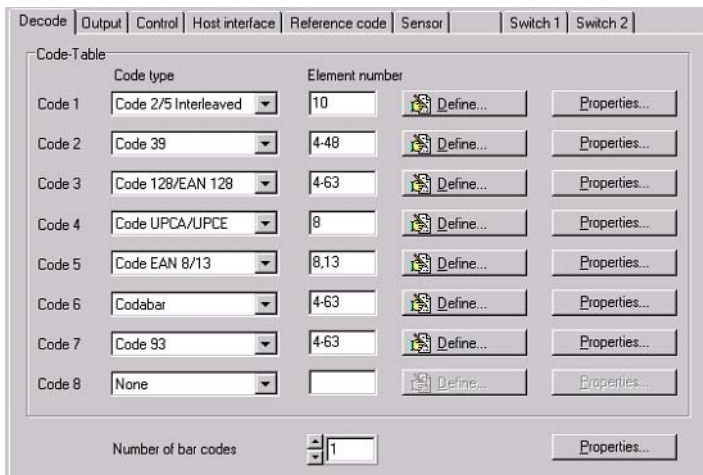 Decode Output Control Host interface Reference code Sensor Switch 1 Switch 2
Code-Table
Code type Element number
Code 1 Code 2/5 Interleaved 10 Define... Properties...
Code 2 Code 39 4-48 Define... Properties...
Code 3 Code 128/EAN 128 4-63 Define... Properties...
Code 4 Code UPCA/UPCE 8 Define... Properties...
Code 5 Code EAN 8/13 8,13 Define... Properties...
Code 6 Codabar 4-63 Define... Properties...
Code 7 Code 93 4-63 Define... Properties...
Code 8 None Define... Properties...
Number of bar codes 1 Properties...